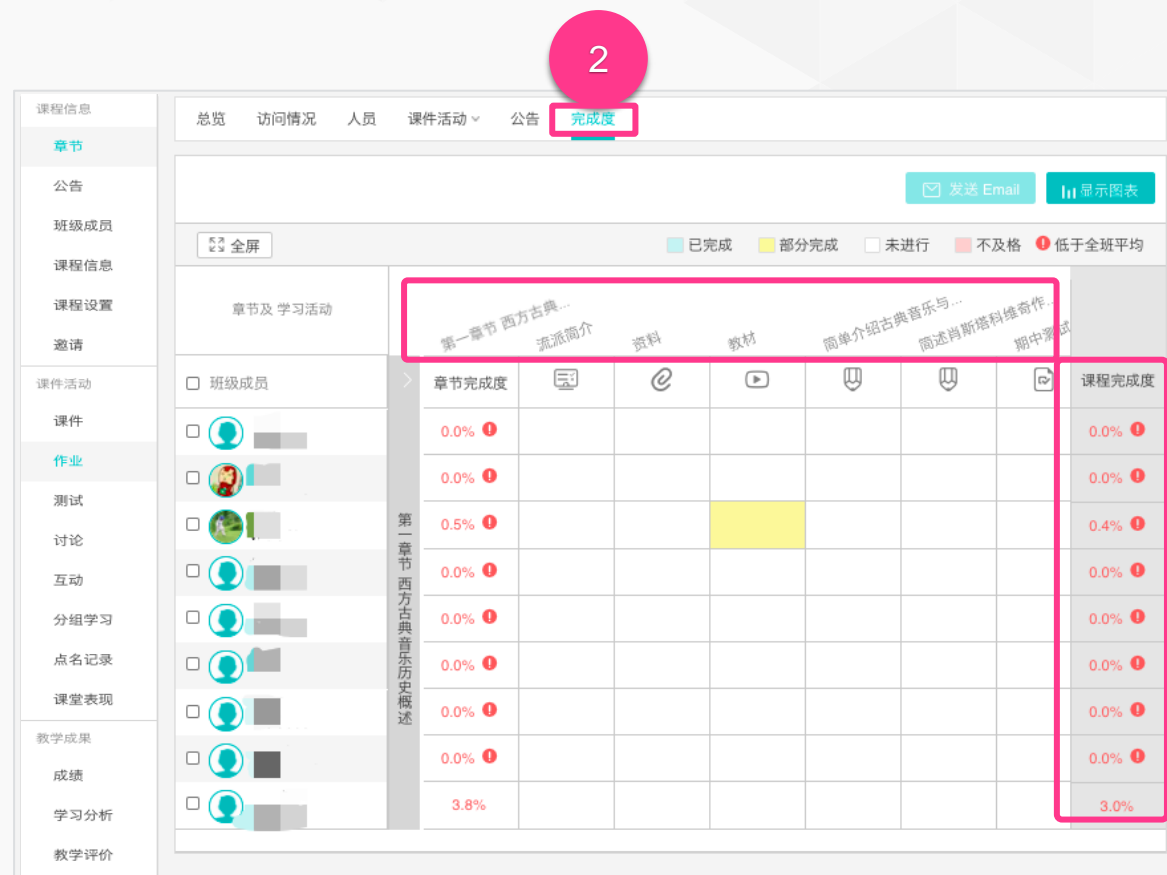 2
课程信息
章节
公告
班级成员
课程信息
课程设置
邀请
课件活动
课件
作业
测试
讨论
互动
分组学习
点名记录
课堂表现
教学成果
成绩
学习分析
教学评价
总览 访问情况 人员 课件活动 公告 完成度
发送 Email 显示图表
全屏 已完成 部分完成 未进行 不及格 低于全班平均
章节及 学习活动
第一章节 西方古典...
流派简介
资料
教材
简单介绍古典音乐与...
简述肖斯塔科维奇作...
期中测试
班级成员 章节完成度 课程完成度
第一章节 西方古典音乐历史概述
0.0% 0.0%
0.0% 0.0%
0.5% 0.4%
0.0% 0.0%
0.0% 0.0%
0.0% 0.0%
0.0% 0.0%
0.0% 0.0%
3.8% 3.0%